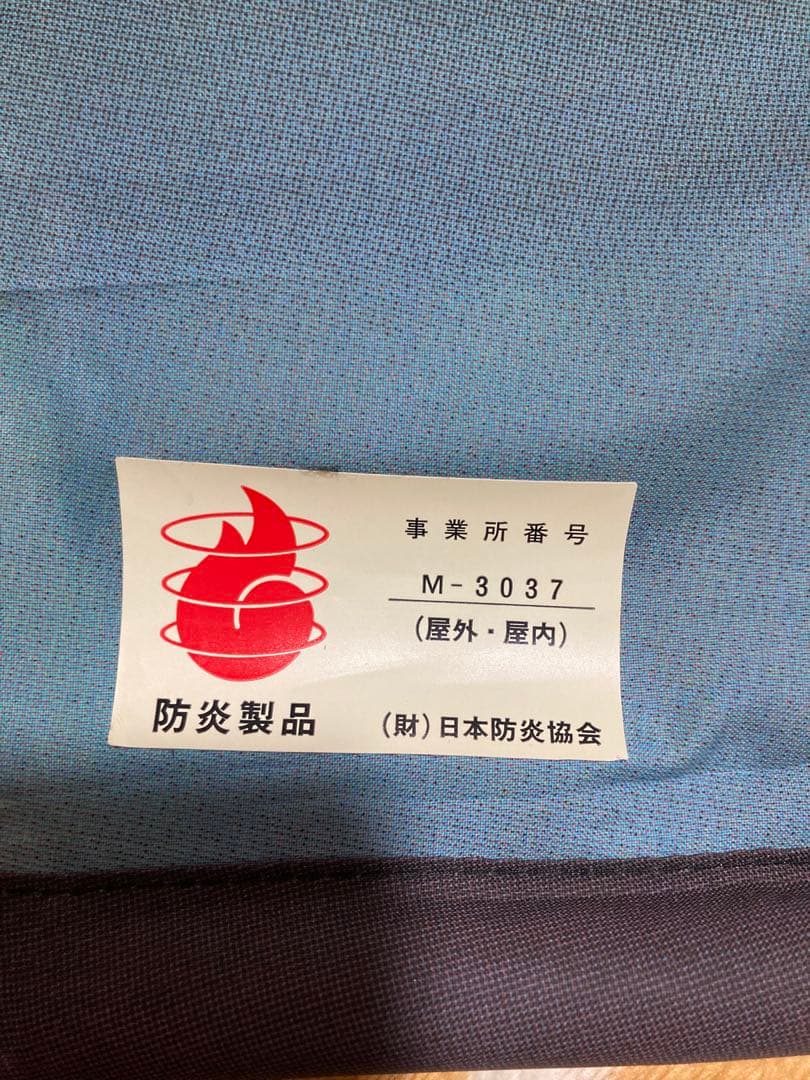 事業所番号
M-3037
(屋外・屋内)
防炎製品
(財)日本防炎協会